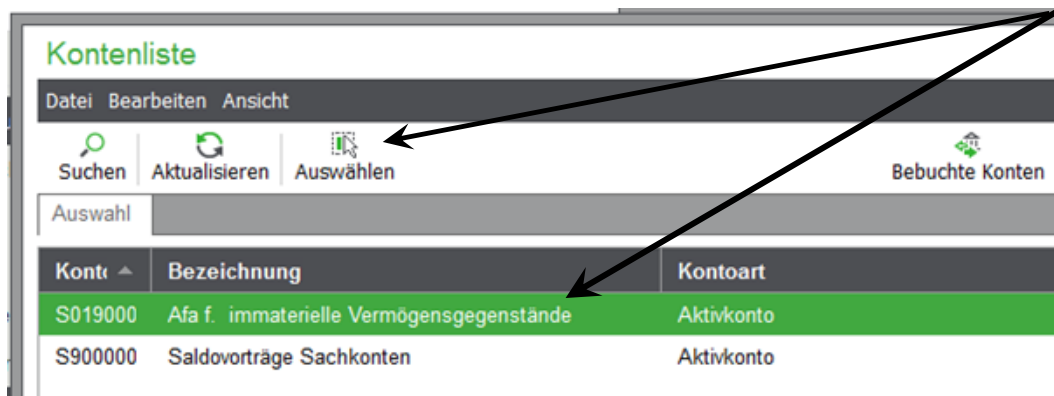 Kontenliste
Datei Bearbeiten Ansicht
Suchen Aktualisieren Auswählen Bebuchte Konten
Auswahl
Konto Bezeichnung Kontoart
S019000 Afa f. immaterielle Vermögensgegenstände Aktivkonto
S900000 Saldovorträge Sachkonten Aktivkonto